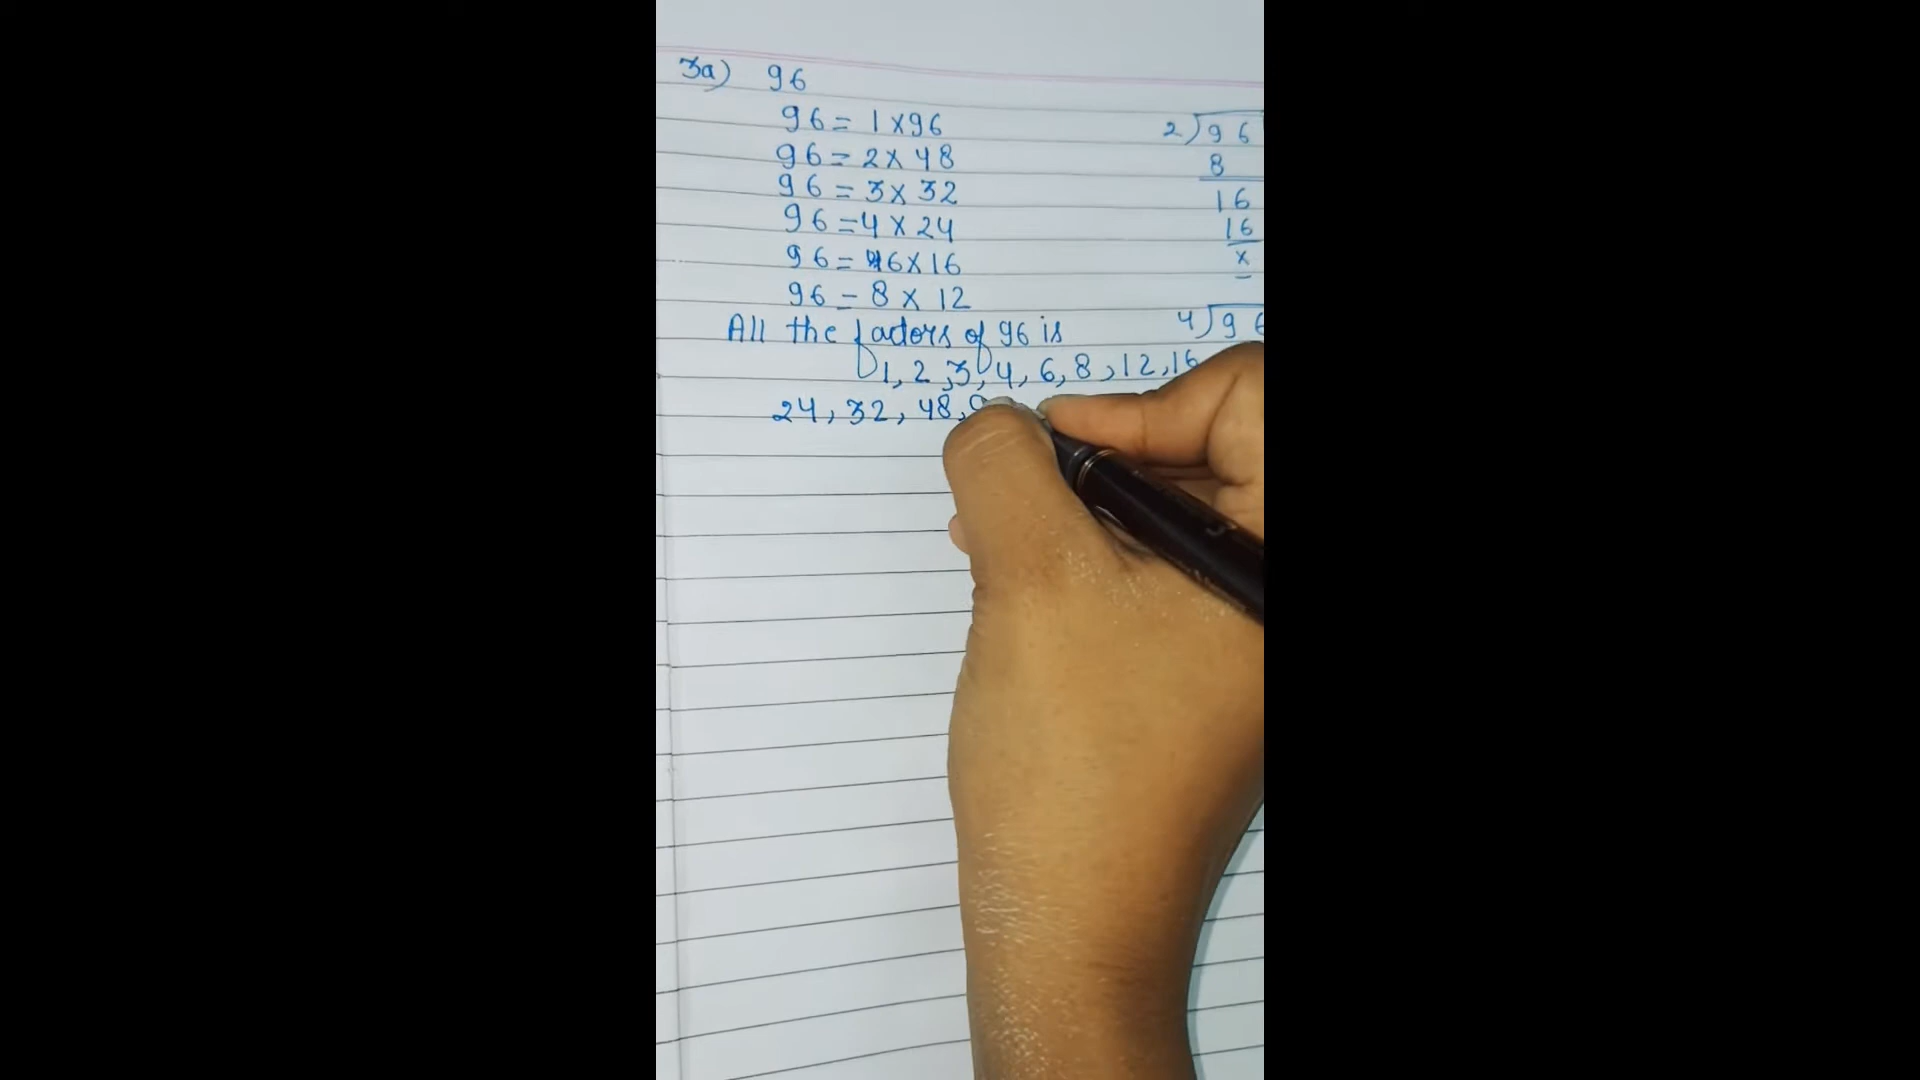 3a) 96
96 = 1 x 96
96 = 2 x 48
96 = 3 x 32
96 = 4 x 24
96 = 6 x 16
96 = 8 x 12
All the factors of 96 is
1, 2, 3, 4, 6, 8, 12, 16
24, 32, 48, 9
2) 96
8
16
16
x
4) 96